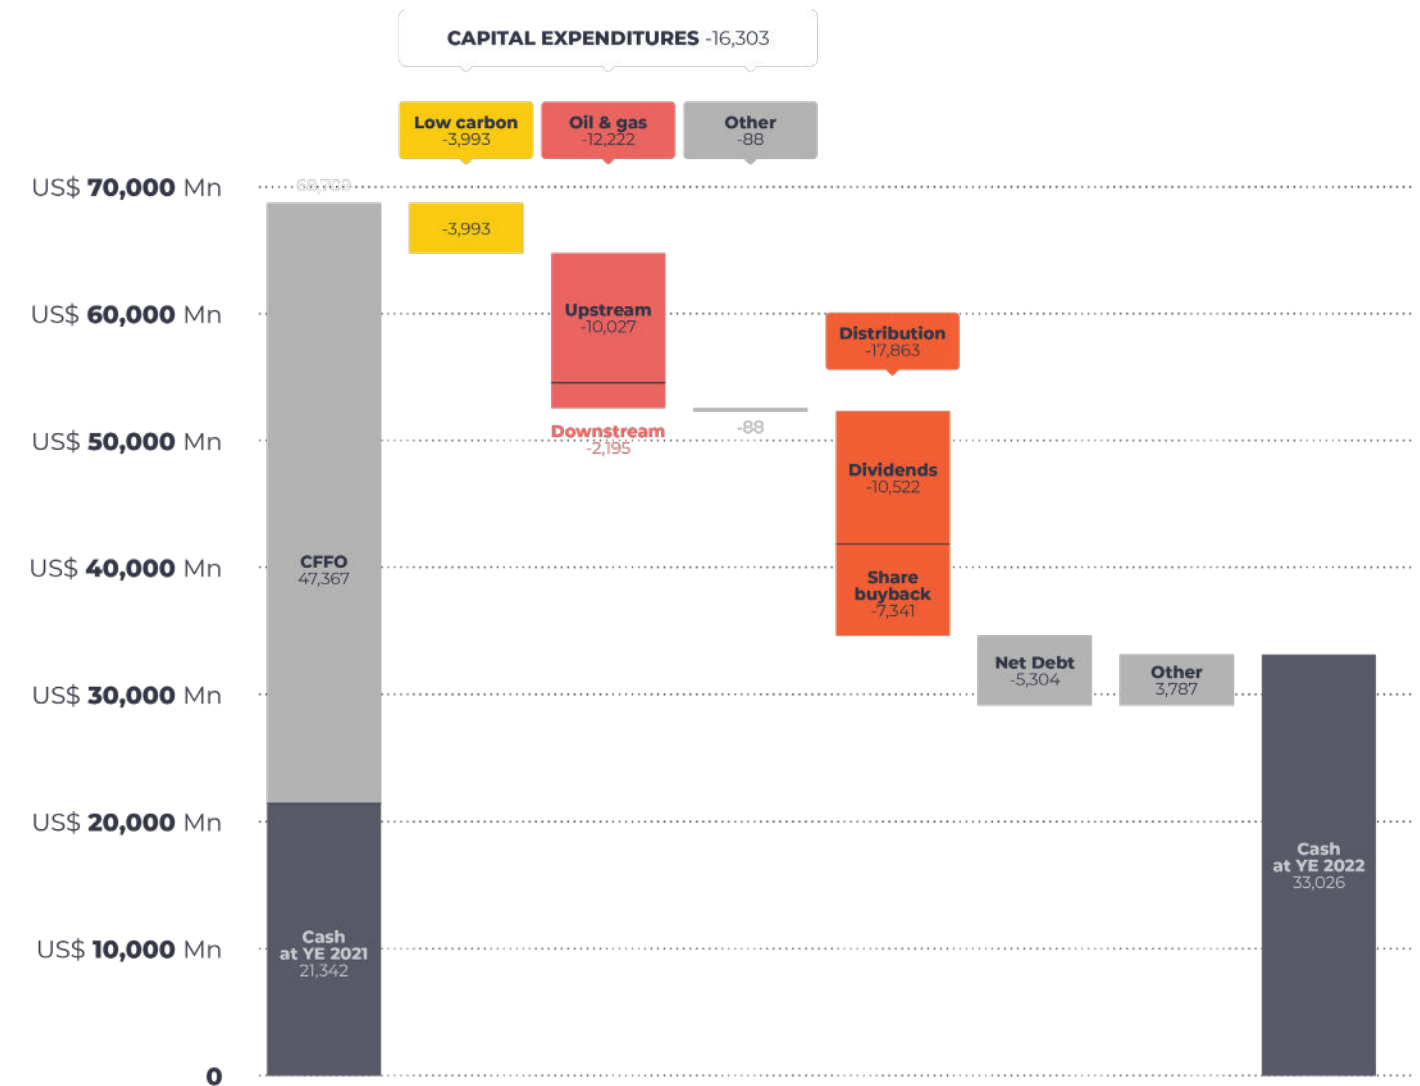 CAPITAL EXPENDITURES -16,303
Low carbon
-3,993
Oil & gas
-12,222
Other
-88
US$ 70,000 Mn
68,709
-3,993
Upstream
-10,027
US$ 60,000 Mn
Distribution
-17,863
Downstream
-2,195
-88
US$ 50,000 Mn
Dividends
-10,522
US$ 40,000 Mn
CFFO
47,367
Share
buyback
-7,341
Net Debt
-5,304
Other
3,787
US$ 30,000 Mn
US$ 20,000 Mn
Cash
at YE 2022
33,026
US$ 10,000 Mn
Cash
at YE 2021
21,342
0